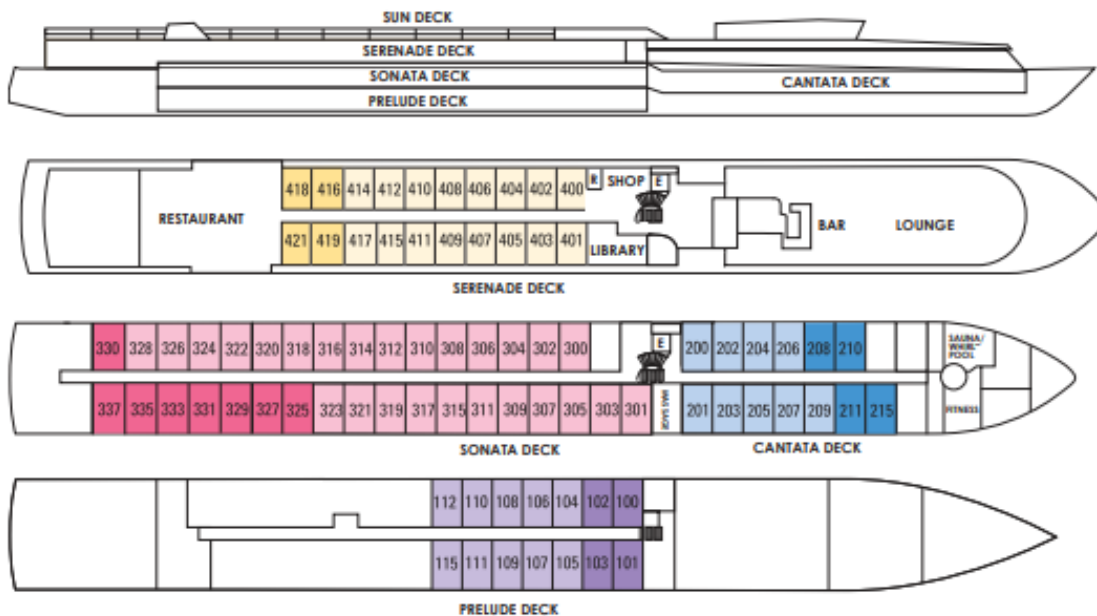 SUN DECK
SERENADE DECK
SONATA DECK
CANTATA DECK
PRELUDE DECK
418 416 414 412 410 408 406 404 402 400 R SHOP E
RESTAURANT
BAR LOUNGE
421 419 417 415 411 409 407 405 403 401 LIBRARY
SERENADE DECK
330 328 326 324 322 320 318 316 314 312 310 308 306 304 302 300 E 200 202 204 206 208 210
SAUNA/
WHIRL-
POOL
337 335 333 331 329 327 325 323 321 319 317 315 311 309 307 305 303 301 MASSAGE 201 203 205 207 209 211 215 FITNESS
SONATA DECK
CANTATA DECK
112 110 108 106 104 102 100
115 111 109 107 105 103 101
PRELUDE DECK